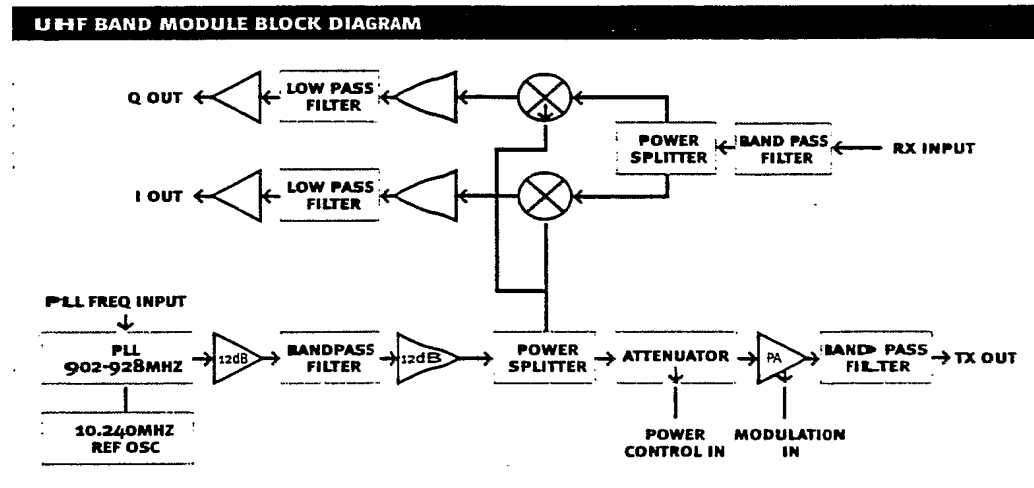 UHF BAND MODULE BLOCK DIAGRAM
Q OUT
LOW PASS
FILTER
POWER
SPLITTER
BAND PASS
FILTER
RX INPUT
I OUT
LOW PASS
FILTER
PLL FREQ INPUT
PLL
902-928MHZ
12dB
BANDPASS
FILTER
12dB
POWER
SPLITTER
ATTENUATOR
PA
BAND PASS
FILTER
TX OUT
10.240MHZ
REF OSC
POWER
CONTROL IN
MODULATION
IN